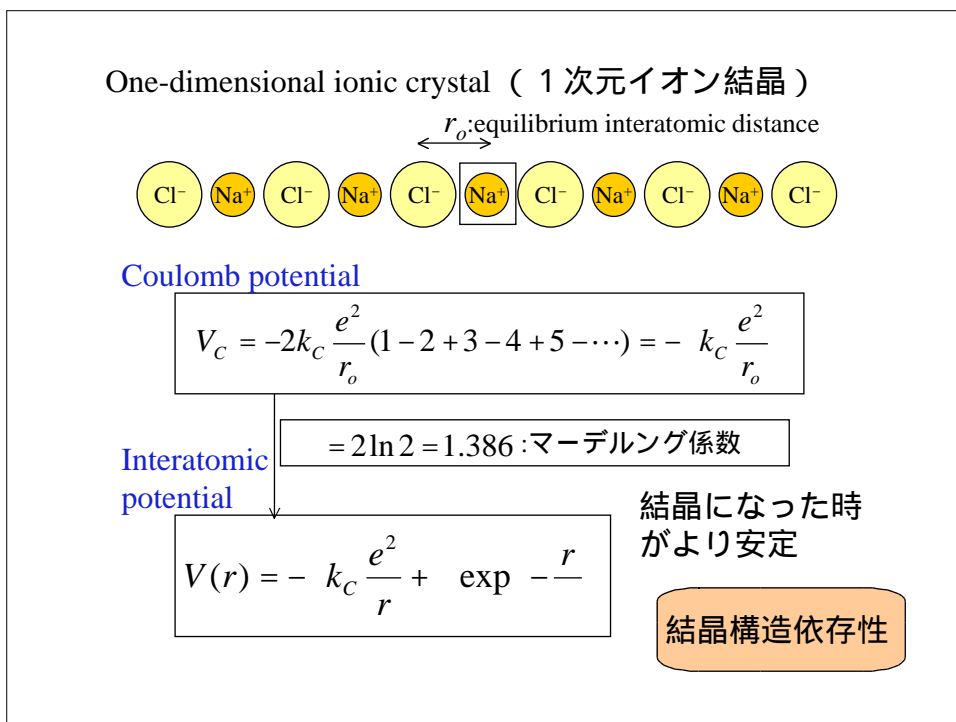 One-dimensional ionic crystal （１次元イオン結晶）
r_o:equilibrium interatomic distance
Cl⁻ Na⁺ Cl⁻ Na⁺ Cl⁻ Na⁺ Cl⁻ Na⁺ Cl⁻ Na⁺ Cl⁻
Coulomb potential
V_C = −2k_C e²/r_o (1 − 2 + 3 − 4 + 5 − ⋯) = − k_C e²/r_o
= 2 ln 2 = 1.386 :マーデルング係数
Interatomic
potential
V(r) = − k_C e²/r + exp − r
結晶になった時
がより安定
結晶構造依存性